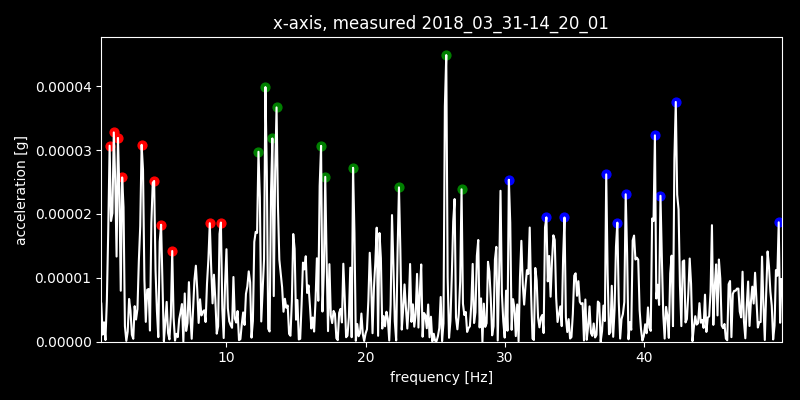 x-axis, measured 2018_03_31-14_20_01
acceleration [g]
0.00004
0.00003
0.00002
0.00001
0.00000
10 20 30 40
frequency [Hz]